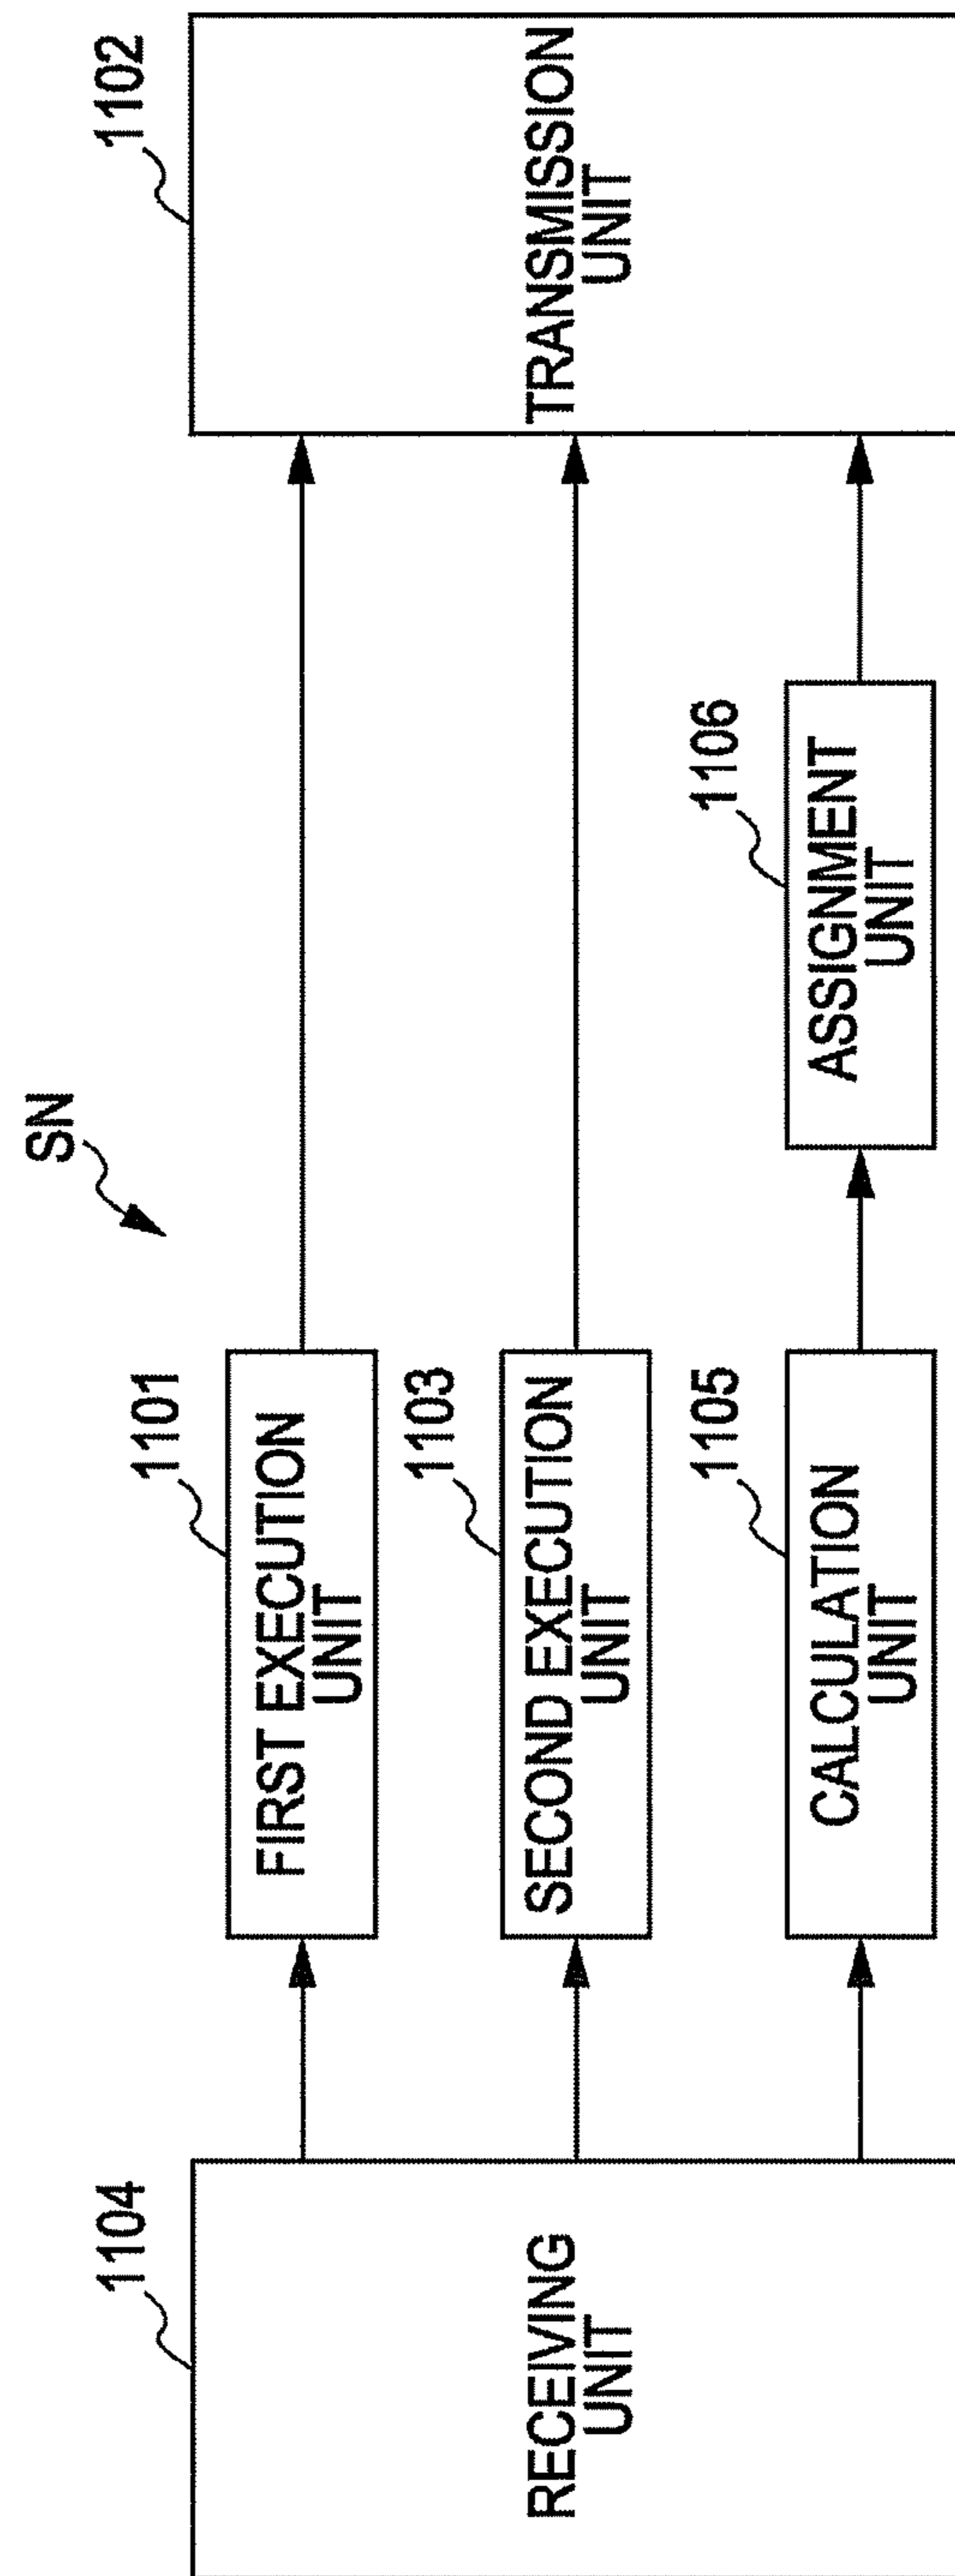 SN
1104
RECEIVING
UNIT
1101
FIRST EXECUTION
UNIT
1103
SECOND EXECUTION
UNIT
1105
CALCULATION
UNIT
1106
ASSIGNMENT
UNIT
1102
TRANSMISSION
UNIT